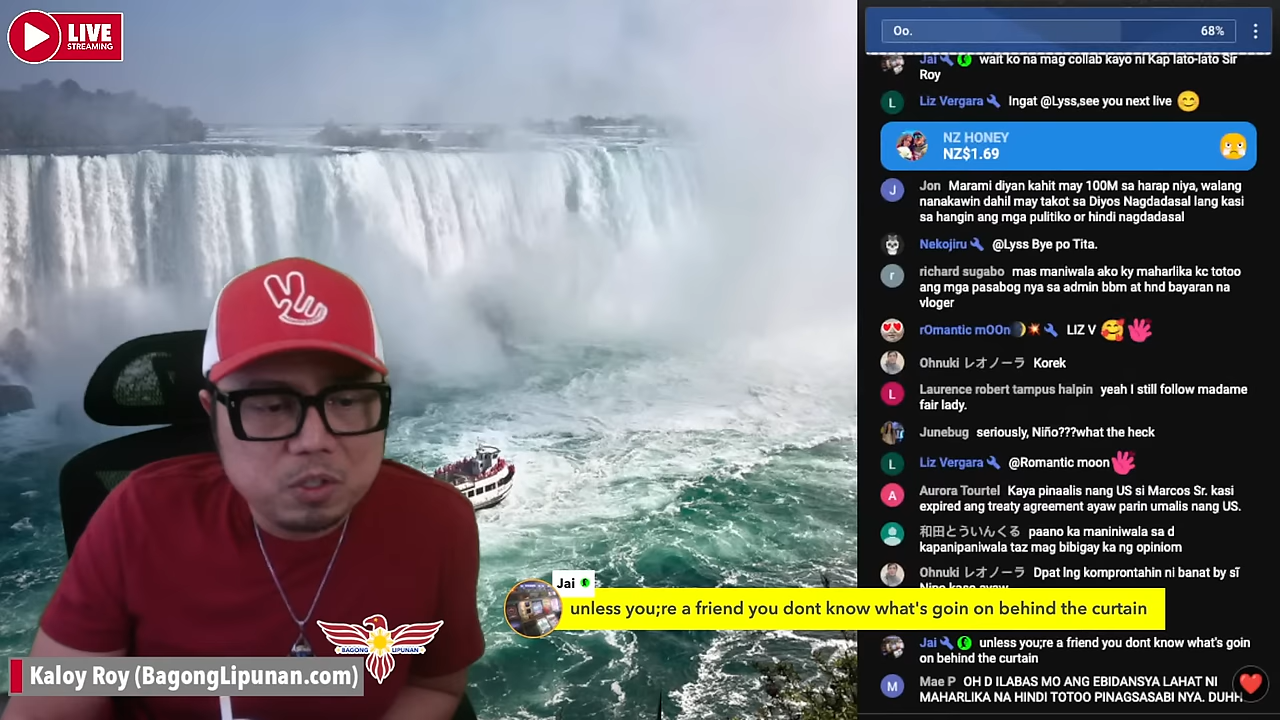 LIVE
STREAMING
Oo.
68%
Jai wait ko na mag collab kayo ni Kap lato-lato Sir
Roy
L
Liz Vergara Ingat @Lyss,see you next live
NZ HONEY
NZ$1.69
J
Jon Marami diyan kahit may 100M sa harap niya, walang
nanakawin dahil may takot sa Diyos Nagdadasal lang kasi
sa hangin ang mga pulitiko or hindi nagdadasal
Nekojiru @Lyss Bye po Tita.
r
richard sugabo mas maniwala ako ky maharlika kc totoo
ang mga pasabog nya sa admin bbm at hnd bayaran na
vloger
rOmantic mOOn LIZ V
Ohnuki レオノーラ Korek
L
Laurence robert tampus halpin yeah I still follow madame
fair lady.
Junebug seriously, Niño???what the heck
L
Liz Vergara @Romantic moon
A
Aurora Tourtel Kaya pinaalis nang US si Marcos Sr. kasi
expired ang treaty agreement ayaw parin umalis nang US.
和田とういんくる paano ka maniniwala sa d
kapanipaniwala taz mag bibigay ka ng opiniom
Ohnuki レオノーラ Dpat lng komprontahin ni banat by sî
Jai
unless you;re a friend you dont know what's goin on behind the curtain
Jai unless you;re a friend you dont know what's goin
on behind the curtain
M
Mae P OH D ILABAS MO ANG EBIDANSYA LAHAT NI
MAHARLIKA NA HINDI TOTOO PINAGSASABI NYA. DUHH
BAGONG LIPUNAN
Kaloy Roy (BagongLipunan.com)